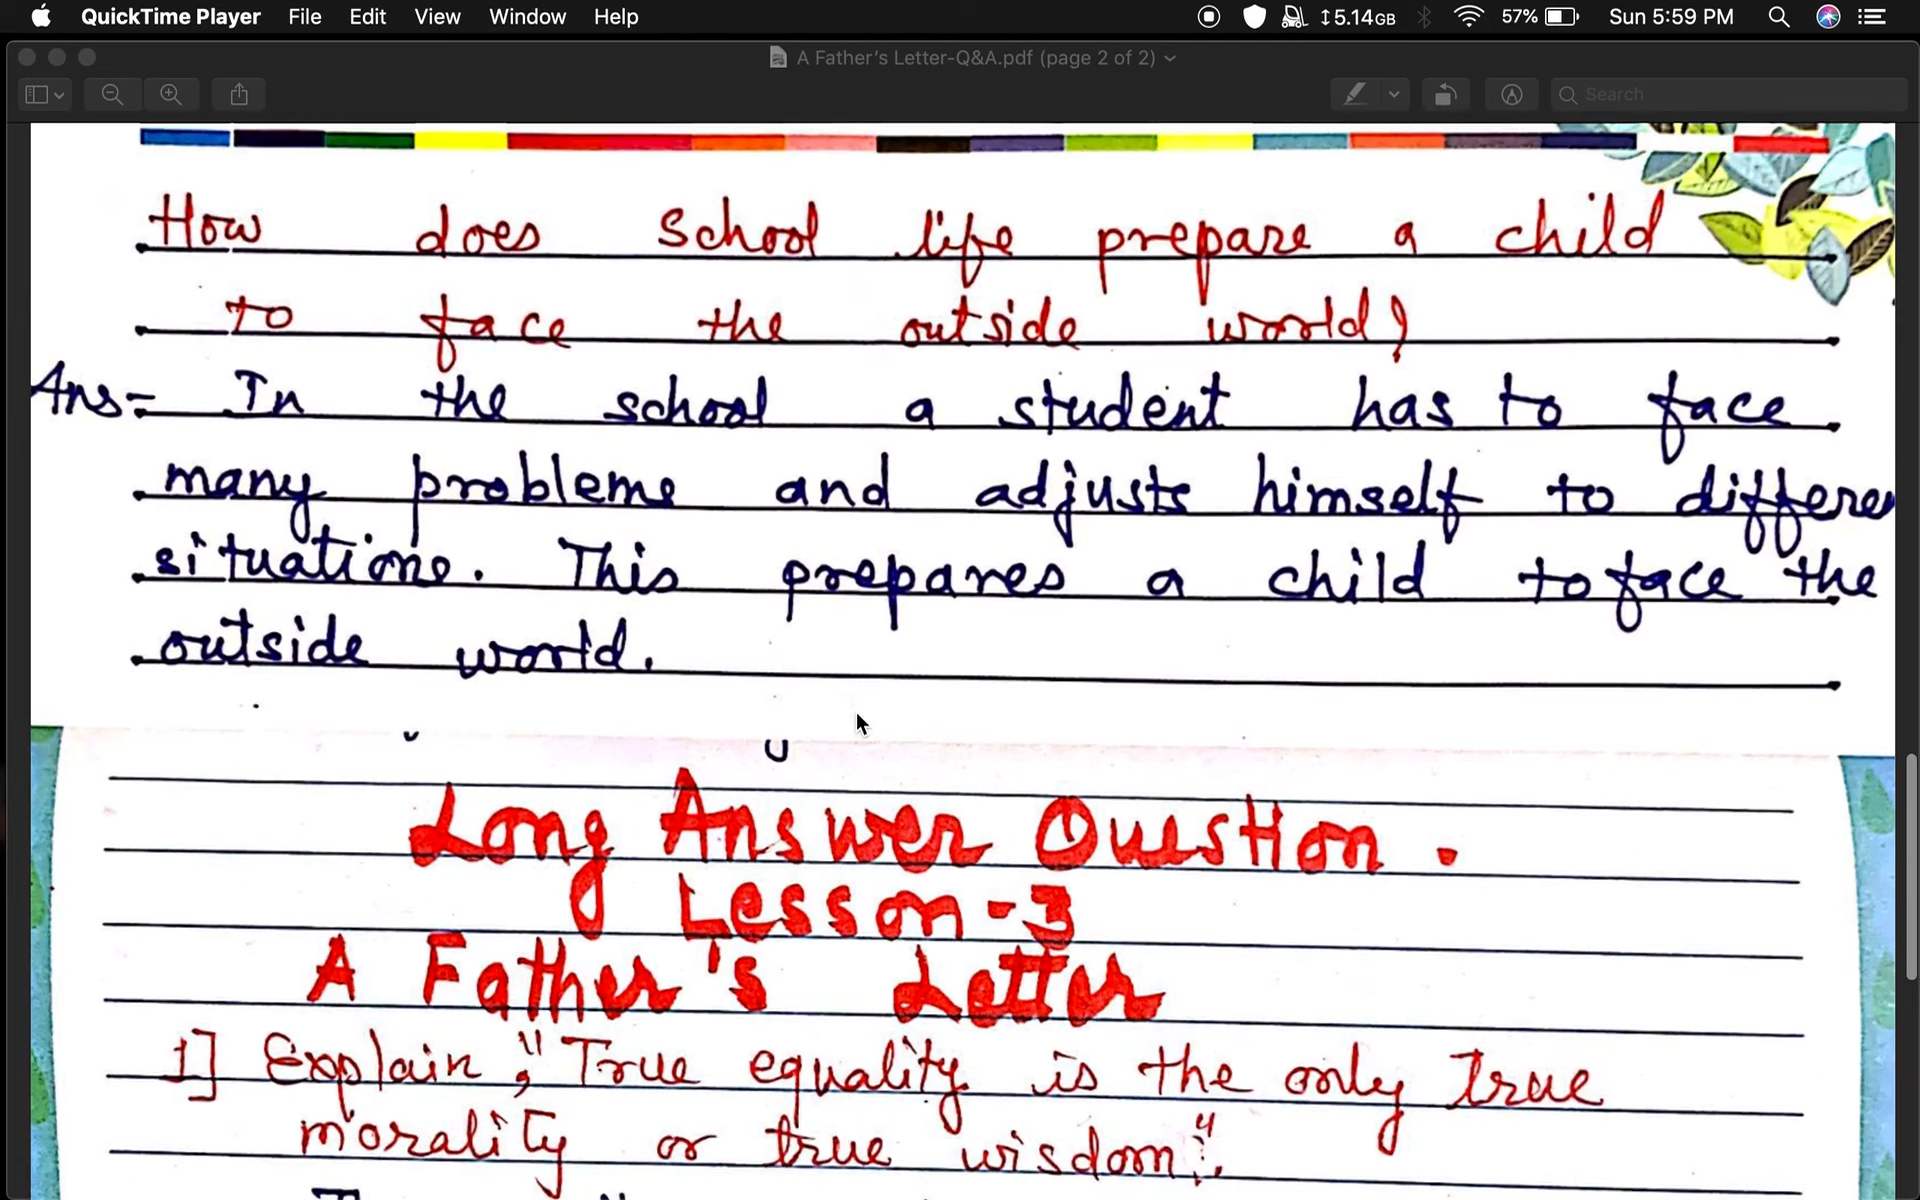 QuickTime Player File Edit View Window Help 5.14GB 57% Sun 5:59 PM
A Father's Letter-Q&A.pdf (page 2 of 2)
Search
How does school life prepare a child
to face the outside world?
Ans= In the school a student has to face
many problems and adjusts himself to differen
situations. This prepares a child to face the
outside world.
Long Answer Question.
Lesson-3
A Father's Letter
1] Explain, "True equality is the only true
morality or true wisdom".